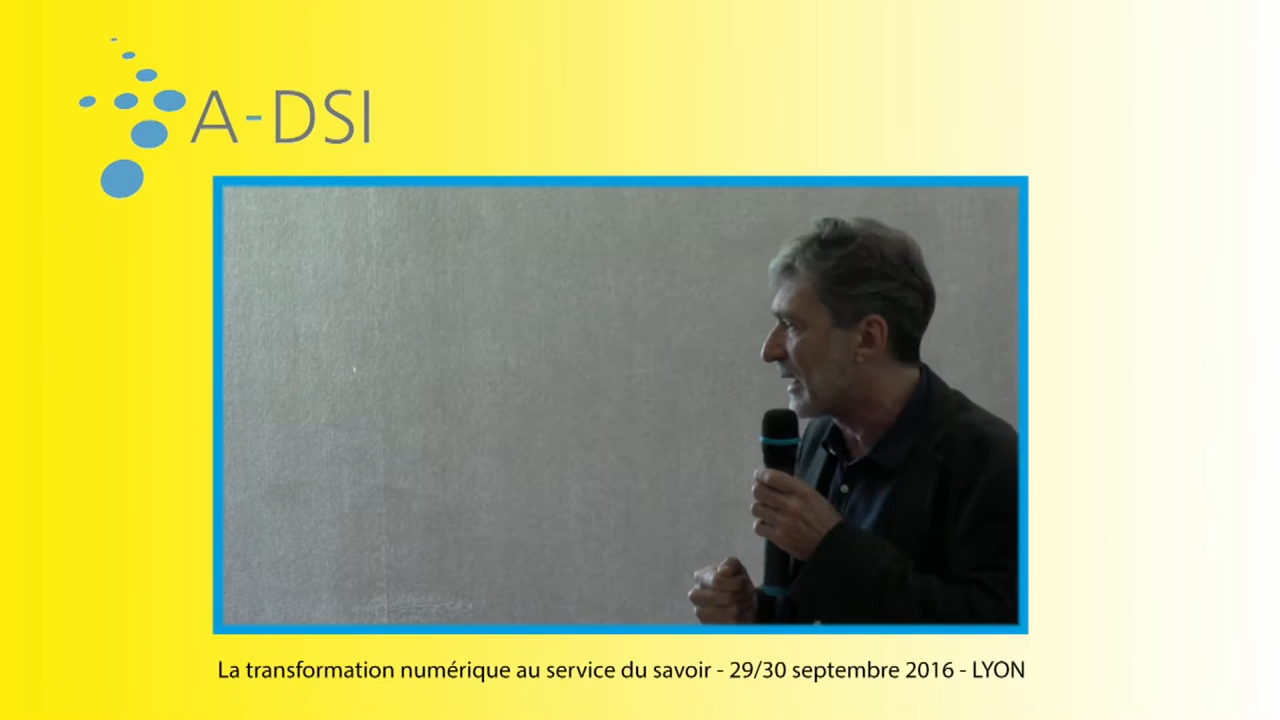 A-DSI
La transformation numérique au service du savoir - 29/30 septembre 2016 - LYON